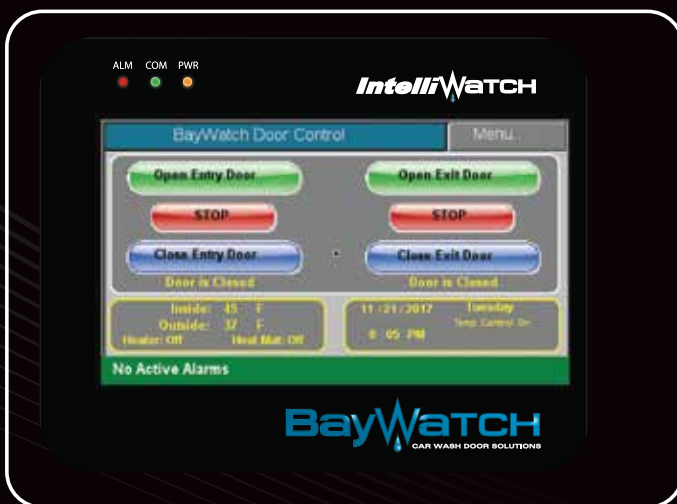 ALM COM PWR
IntelliWATCH
BayWatch Door Control
Menu
Open Entry Door
Open Exit Door
STOP
STOP
Close Entry Door
Close Exit Door
Door is Closed
Door is Closed
Inside: 45 F
Outside: 37 F
Heater: Off Heat Mat: Off
11/21/2017 Tuesday
Temp Control On
05 PM
No Active Alarms
BayWATCH
CAR WASH DOOR SOLUTIONS